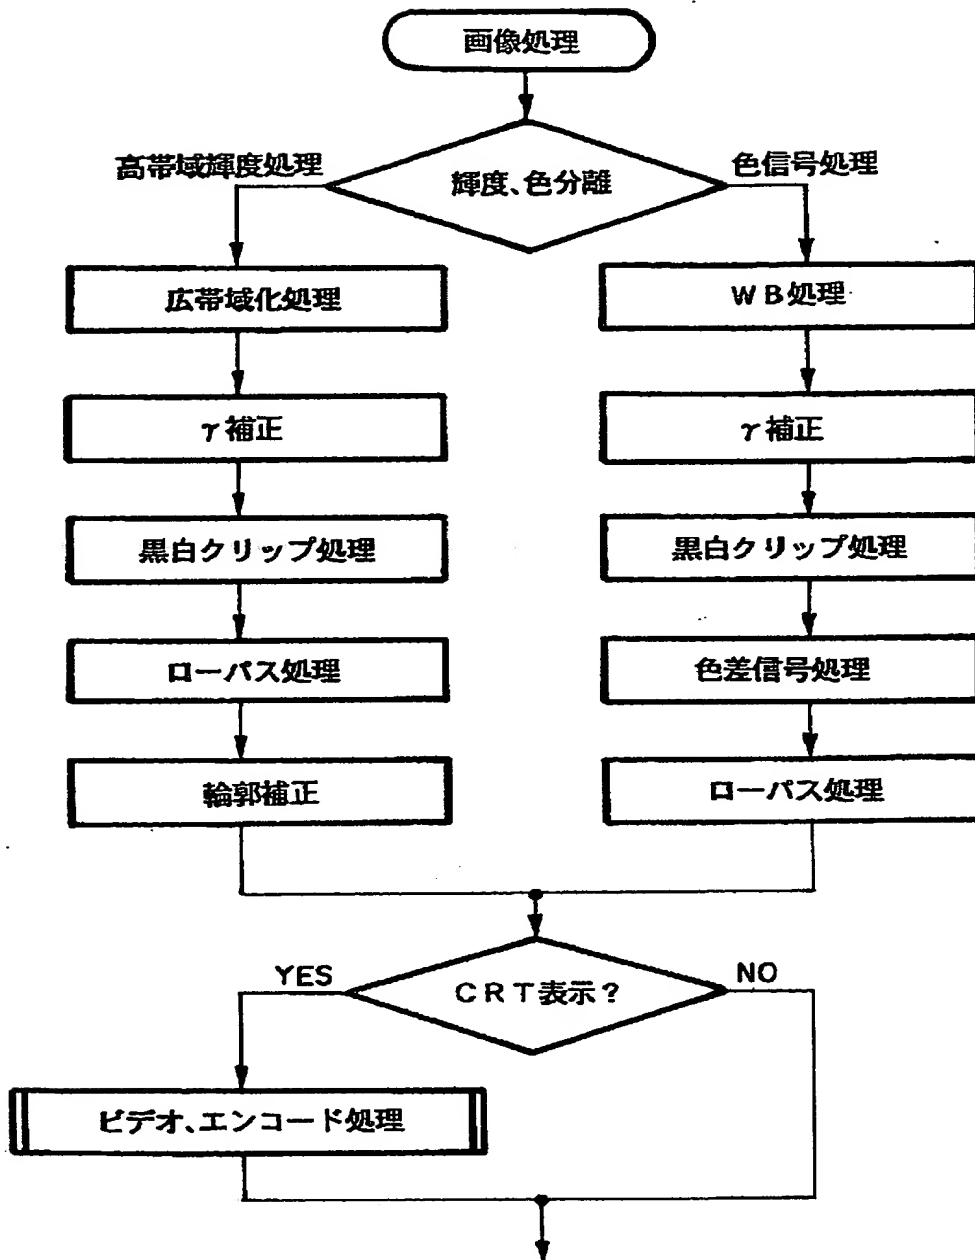 画像処理
高帯域輝度処理
輝度、色分離
色信号処理
広帯域化処理
γ補正
黒白クリップ処理
ローパス処理
輪郭補正
WB処理
γ補正
黒白クリップ処理
色差信号処理
ローパス処理
CRT表示？
YES
NO
ビデオ、エンコード処理